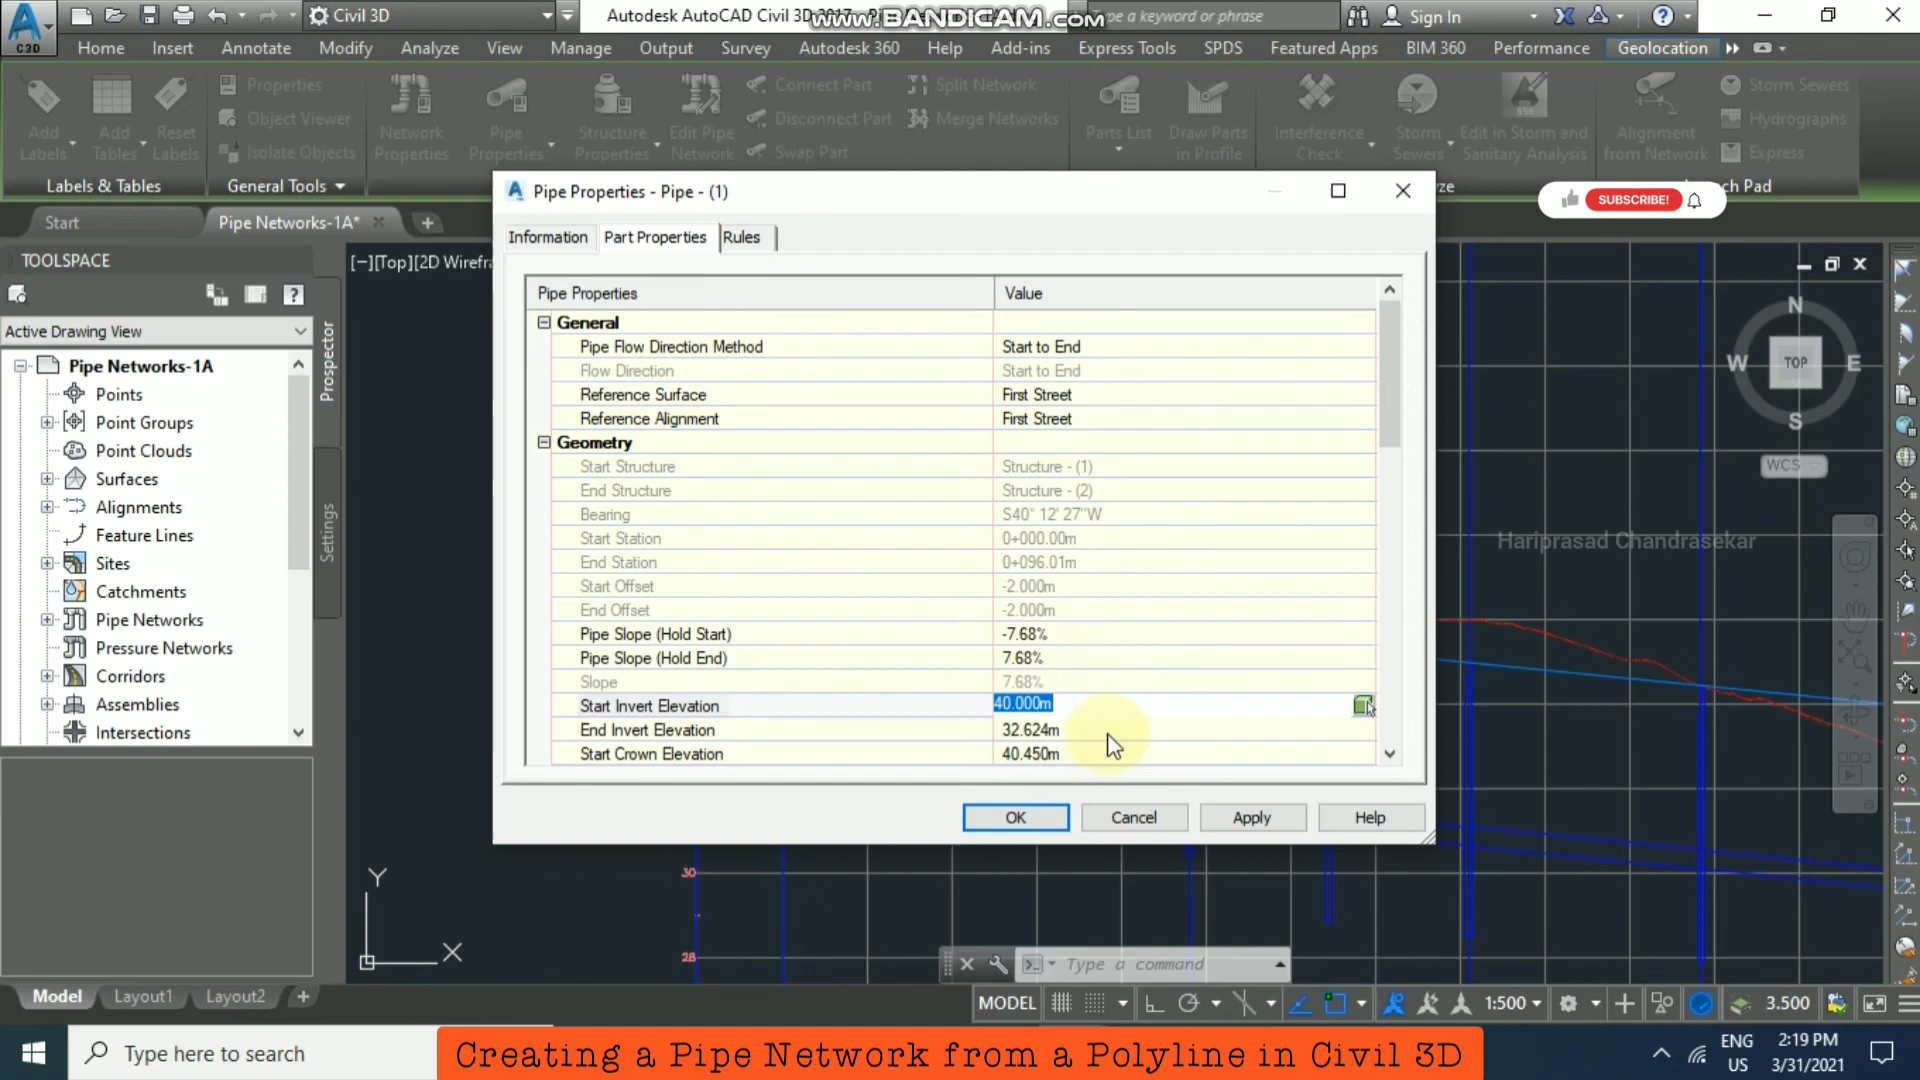 Civil 3D
Autodesk AutoCAD Civil 3D 2017
www.BANDICAM.com
Type a keyword or phrase
Sign In
C3D
Home Insert Annotate Modify Analyze View Manage Output Survey Autodesk 360 Help Add-ins Express Tools SPDS Featured Apps BIM 360 Performance Geolocation
Add Labels
Add Tables
Reset Labels
Properties
Object Viewer
Isolate Objects
Network Properties
Pipe Properties
Structure Properties
Edit Pipe Network
Connect Part
Disconnect Part
Swap Part
Split Network
Merge Networks
Parts List
Draw Parts in Profile
Interference Check
Storm Sewers
Edit in Storm and Sanitary Analysis
Alignment from Network
Storm Sewers
Hydrographs
Express
Labels & Tables
General Tools
Pad
SUBSCRIBE!
Start
Pipe Networks-1A*
TOOLSPACE
Active Drawing View
Pipe Networks-1A
Points
Point Groups
Point Clouds
Surfaces
Alignments
Feature Lines
Sites
Catchments
Pipe Networks
Pressure Networks
Corridors
Assemblies
Intersections
Prospector
Settings
[−][Top][2D Wirefra
Pipe Properties - Pipe - (1)
Information Part Properties Rules
Pipe Properties Value
General
Pipe Flow Direction Method Start to End
Flow Direction Start to End
Reference Surface First Street
Reference Alignment First Street
Geometry
Start Structure Structure - (1)
End Structure Structure - (2)
Bearing S40° 12' 27"W
Start Station 0+000.00m
End Station 0+096.01m
Start Offset -2.000m
End Offset -2.000m
Pipe Slope (Hold Start) -7.68%
Pipe Slope (Hold End) 7.68%
Slope 7.68%
Start Invert Elevation 40.000m
End Invert Elevation 32.624m
Start Crown Elevation 40.450m
OK Cancel Apply Help
N
W TOP E
S
WCS
Hariprasad Chandrasekar
30
28
Y
X
Type a command
Model Layout1 Layout2
MODEL 1:500 3.500
Type here to search
Creating a Pipe Network from a Polyline in Civil 3D
ENG
US
2:19 PM
3/31/2021